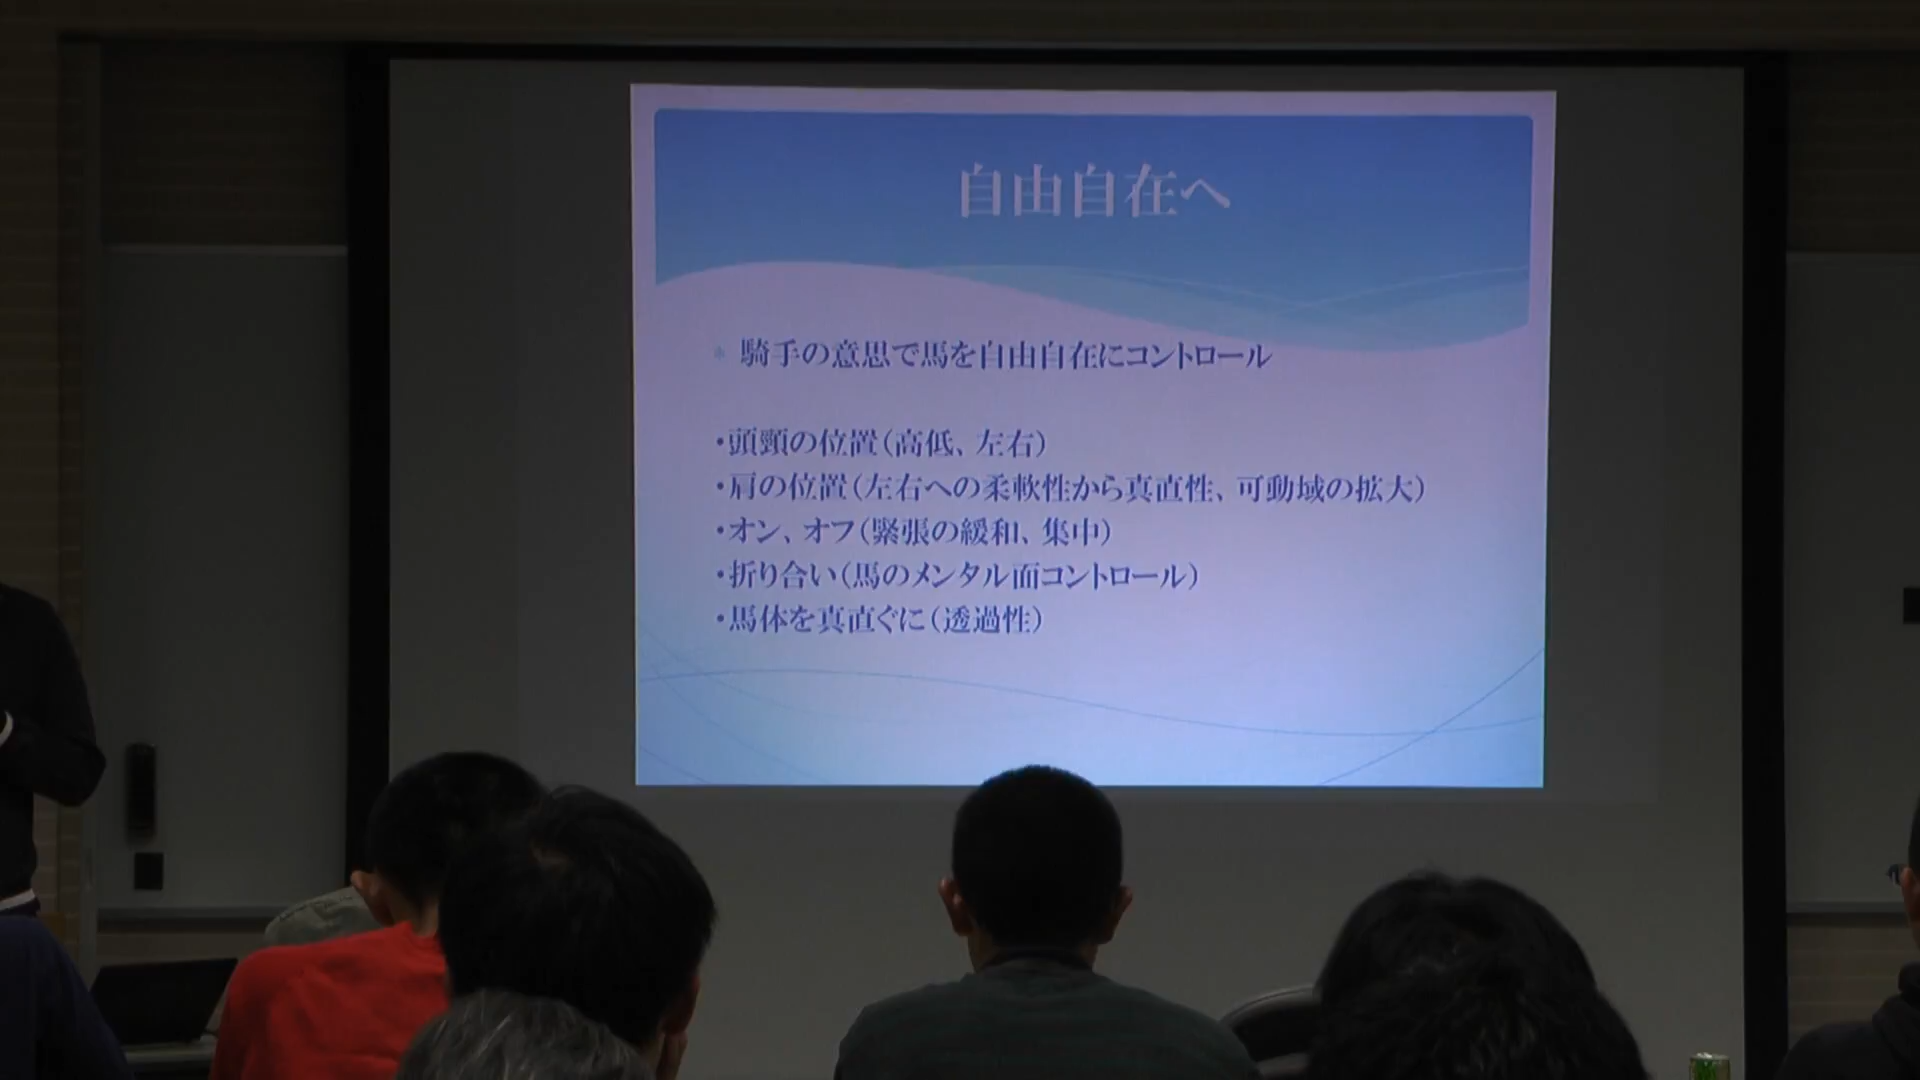 自由自在へ
* 騎手の意思で馬を自由自在にコントロール
・頭頸の位置(高低、左右)
・肩の位置(左右への柔軟性から真直性、可動域の拡大)
・オン、オフ(緊張の緩和、集中)
・折り合い(馬のメンタル面コントロール)
・馬体を真直ぐに(透過性)